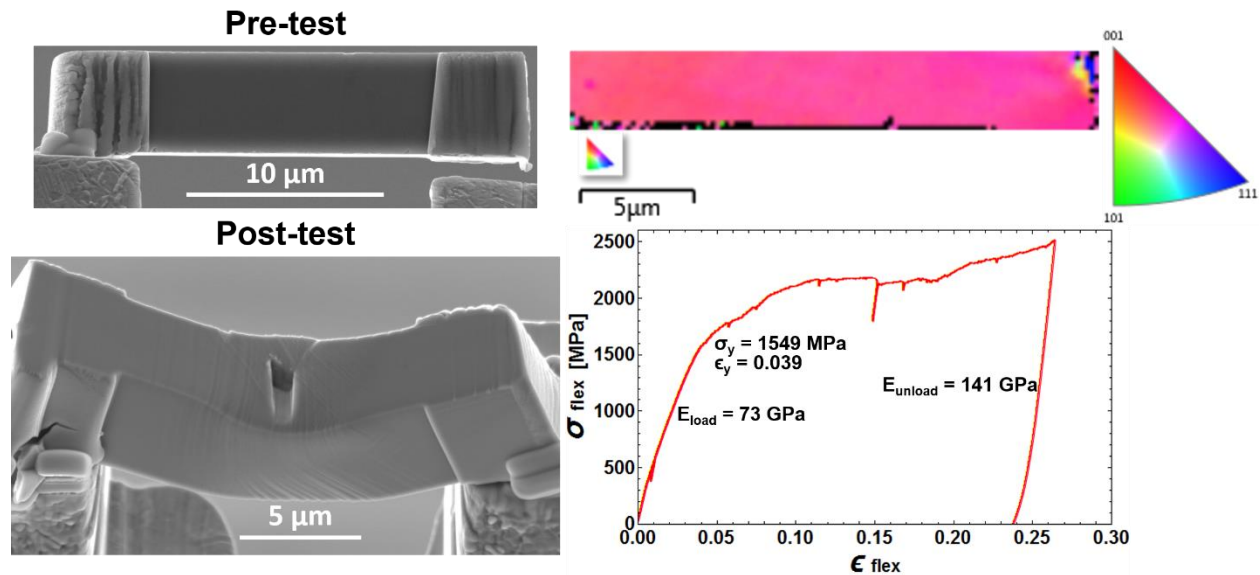 Pre-test
10 µm
001
101
111
5µm
Post-test
5 µm
σ flex [MPa]
2500
2000
1500
1000
500
0
σy = 1549 MPa
ϵy = 0.039
Eunload = 141 GPa
Eload = 73 GPa
0.00 0.05 0.10 0.15 0.20 0.25 0.30
ϵ flex